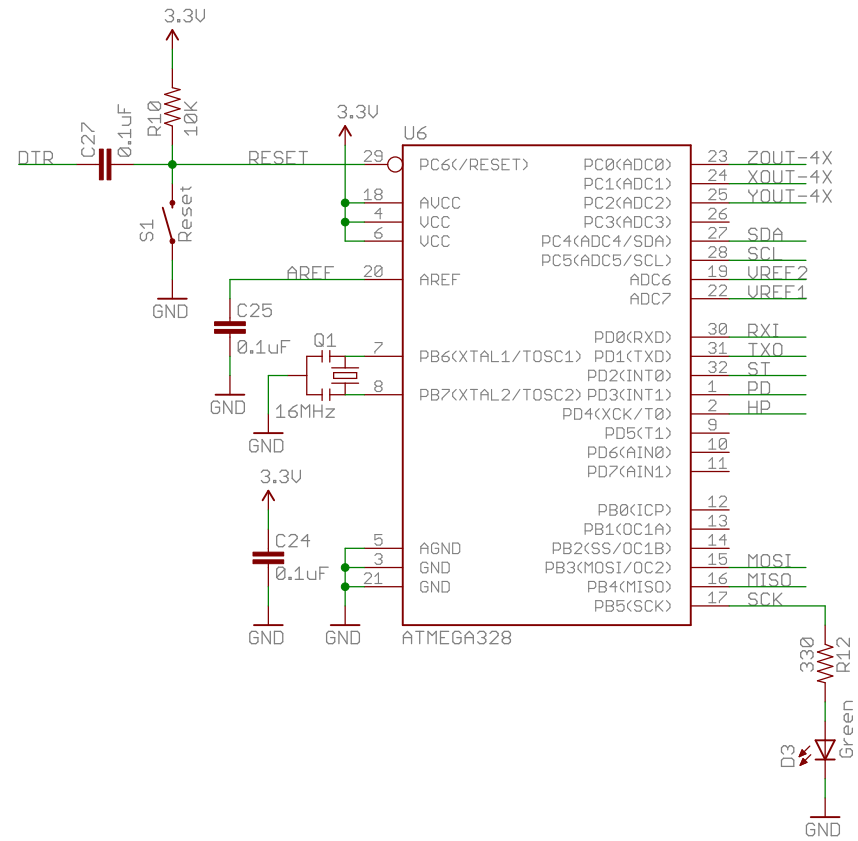 3.3V
R10
10K
C27
0.1uF
DTR
RESET
S1
Reset
GND
3.3V
U6
29 PC6(/RESET)
18 AVCC
4 VCC
6 VCC
AREF 20 AREF
C25
0.1uF
GND
Q1
7 PB6(XTAL1/TOSC1)
8 PB7(XTAL2/TOSC2)
16MHz
GND
3.3V
C24
0.1uF
GND
5 AGND
3 GND
21 GND
GND
ATMEGA328
PC0(ADC0) 23 ZOUT-4X
PC1(ADC1) 24 XOUT-4X
PC2(ADC2) 25 YOUT-4X
PC3(ADC3) 26
PC4(ADC4/SDA) 27 SDA
PC5(ADC5/SCL) 28 SCL
ADC6 19 VREF2
ADC7 22 VREF1
PD0(RXD) 30 RXI
PD1(TXD) 31 TXO
PD2(INT0) 32 ST
PD3(INT1) 1 PD
PD4(XCK/T0) 2 HP
PD5(T1) 9
PD6(AIN0) 10
PD7(AIN1) 11
PB0(ICP) 12
PB1(OC1A) 13
PB2(SS/OC1B) 14
PB3(MOSI/OC2) 15 MOSI
PB4(MISO) 16 MISO
PB5(SCK) 17 SCK
330
R12
D3
Green
GND